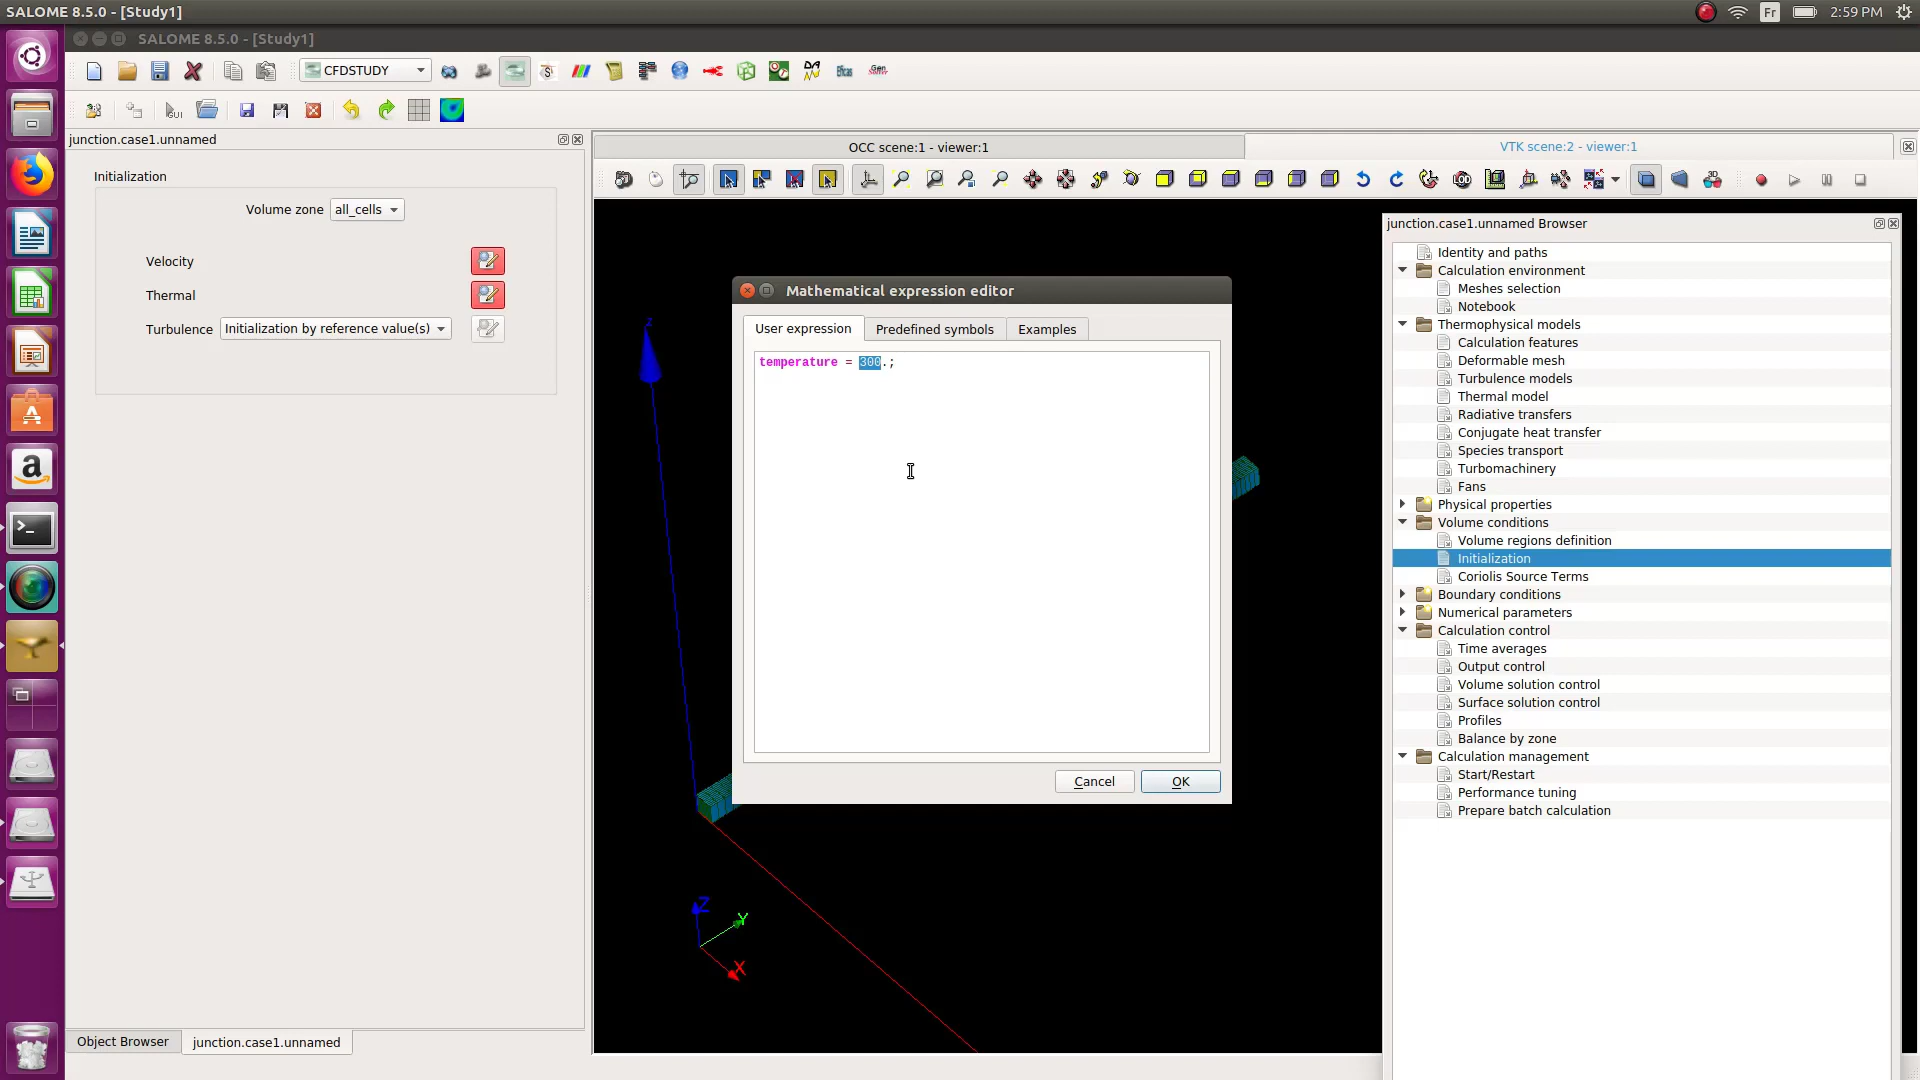 SALOME 8.5.0 - [Study1]
Fr
2:59 PM
SALOME 8.5.0 - [Study1]
CFDSTUDY
junction.case1.unnamed
OCC scene:1 - viewer:1
VTK scene:2 - viewer:1
Initialization
Volume zone
all_cells
Velocity
Thermal
Turbulence
Initialization by reference value(s)
junction.case1.unnamed Browser
Identity and paths
Calculation environment
Meshes selection
Notebook
Thermophysical models
Calculation features
Deformable mesh
Turbulence models
Thermal model
Radiative transfers
Conjugate heat transfer
Species transport
Turbomachinery
Fans
Physical properties
Volume conditions
Volume regions definition
Initialization
Coriolis Source Terms
Boundary conditions
Numerical parameters
Calculation control
Time averages
Output control
Volume solution control
Surface solution control
Profiles
Balance by zone
Calculation management
Start/Restart
Performance tuning
Prepare batch calculation
Mathematical expression editor
User expression
Predefined symbols
Examples
temperature = 300.;
Cancel
OK
Z
Y
X
Object Browser
junction.case1.unnamed